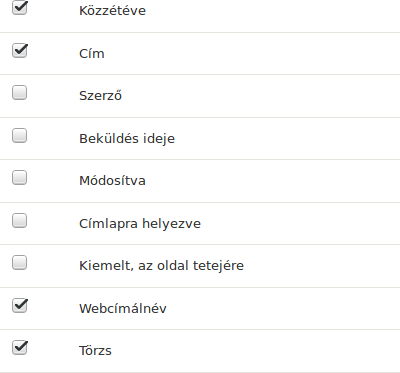 Közzétéve
Cím
Szerző
Beküldés ideje
Módosítva
Címlapra helyezve
Kiemelt, az oldal tetejére
Webcímálnév
Törzs